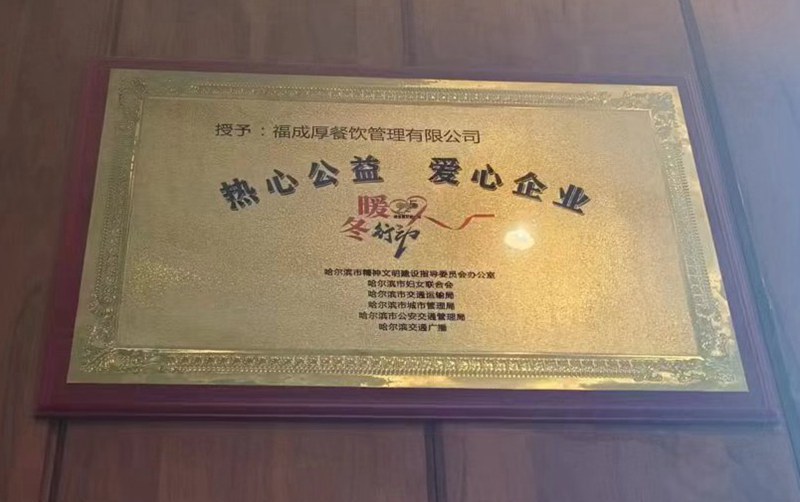 授予：福成厚餐饮管理有限公司
热心公益 爱心企业
暖
冬行动
哈尔滨市精神文明建设指导委员会办公室
哈尔滨市妇女联合会
哈尔滨市交通运输局
哈尔滨市城市管理局
哈尔滨市公安交通管理局
哈尔滨交通广播